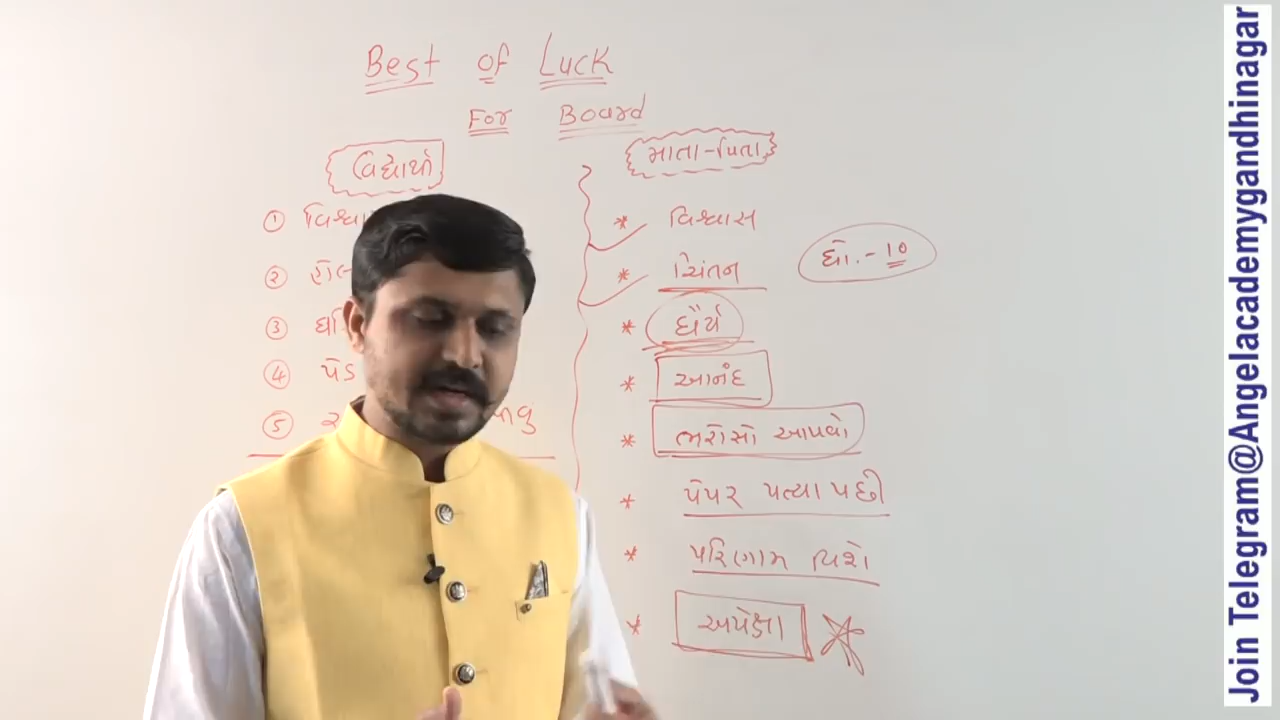 Best of Luck
For Board
વિદ્યાર્થી
①
②
③
④
⑤
માતા-પિતા
* વિશ્વાસ
* ચિંતન
* ધૈર્ય
* આનંદ
* ભરોસો આપવો
* પેપર પત્યા પછી
* પરિણામ વિશે
* અપેક્ષા
ધો.-૧૦
Join Telegram@Angelacademygandhinagar